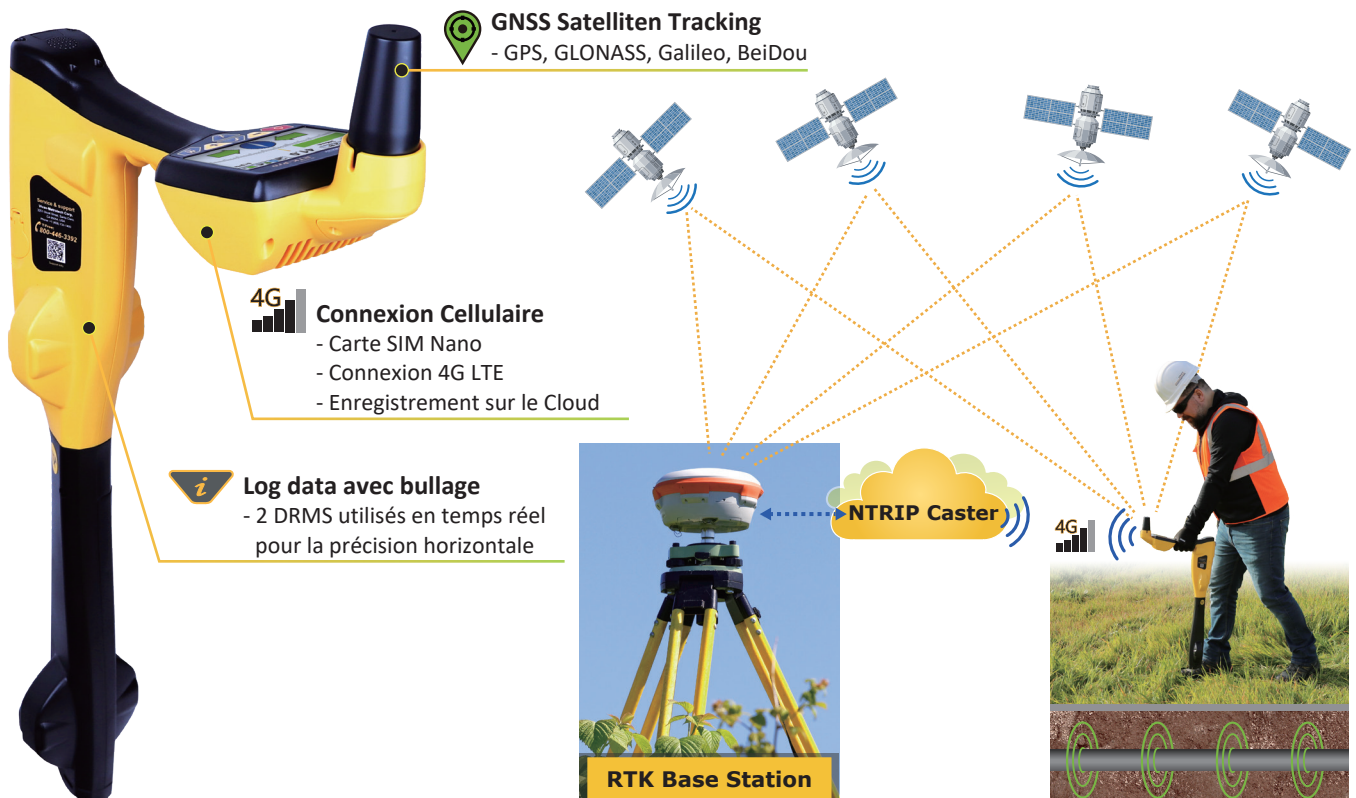 GNSS Satelliten Tracking
- GPS, GLONASS, Galileo, BeiDou
Service & support
800-446-3392
4G
Connexion Cellulaire
- Carte SIM Nano
- Connexion 4G LTE
- Enregistrement sur le Cloud
i
Log data avec bullage
- 2 DRMS utilisés en temps réel
pour la précision horizontale
NTRIP Caster
4G
RTK Base Station